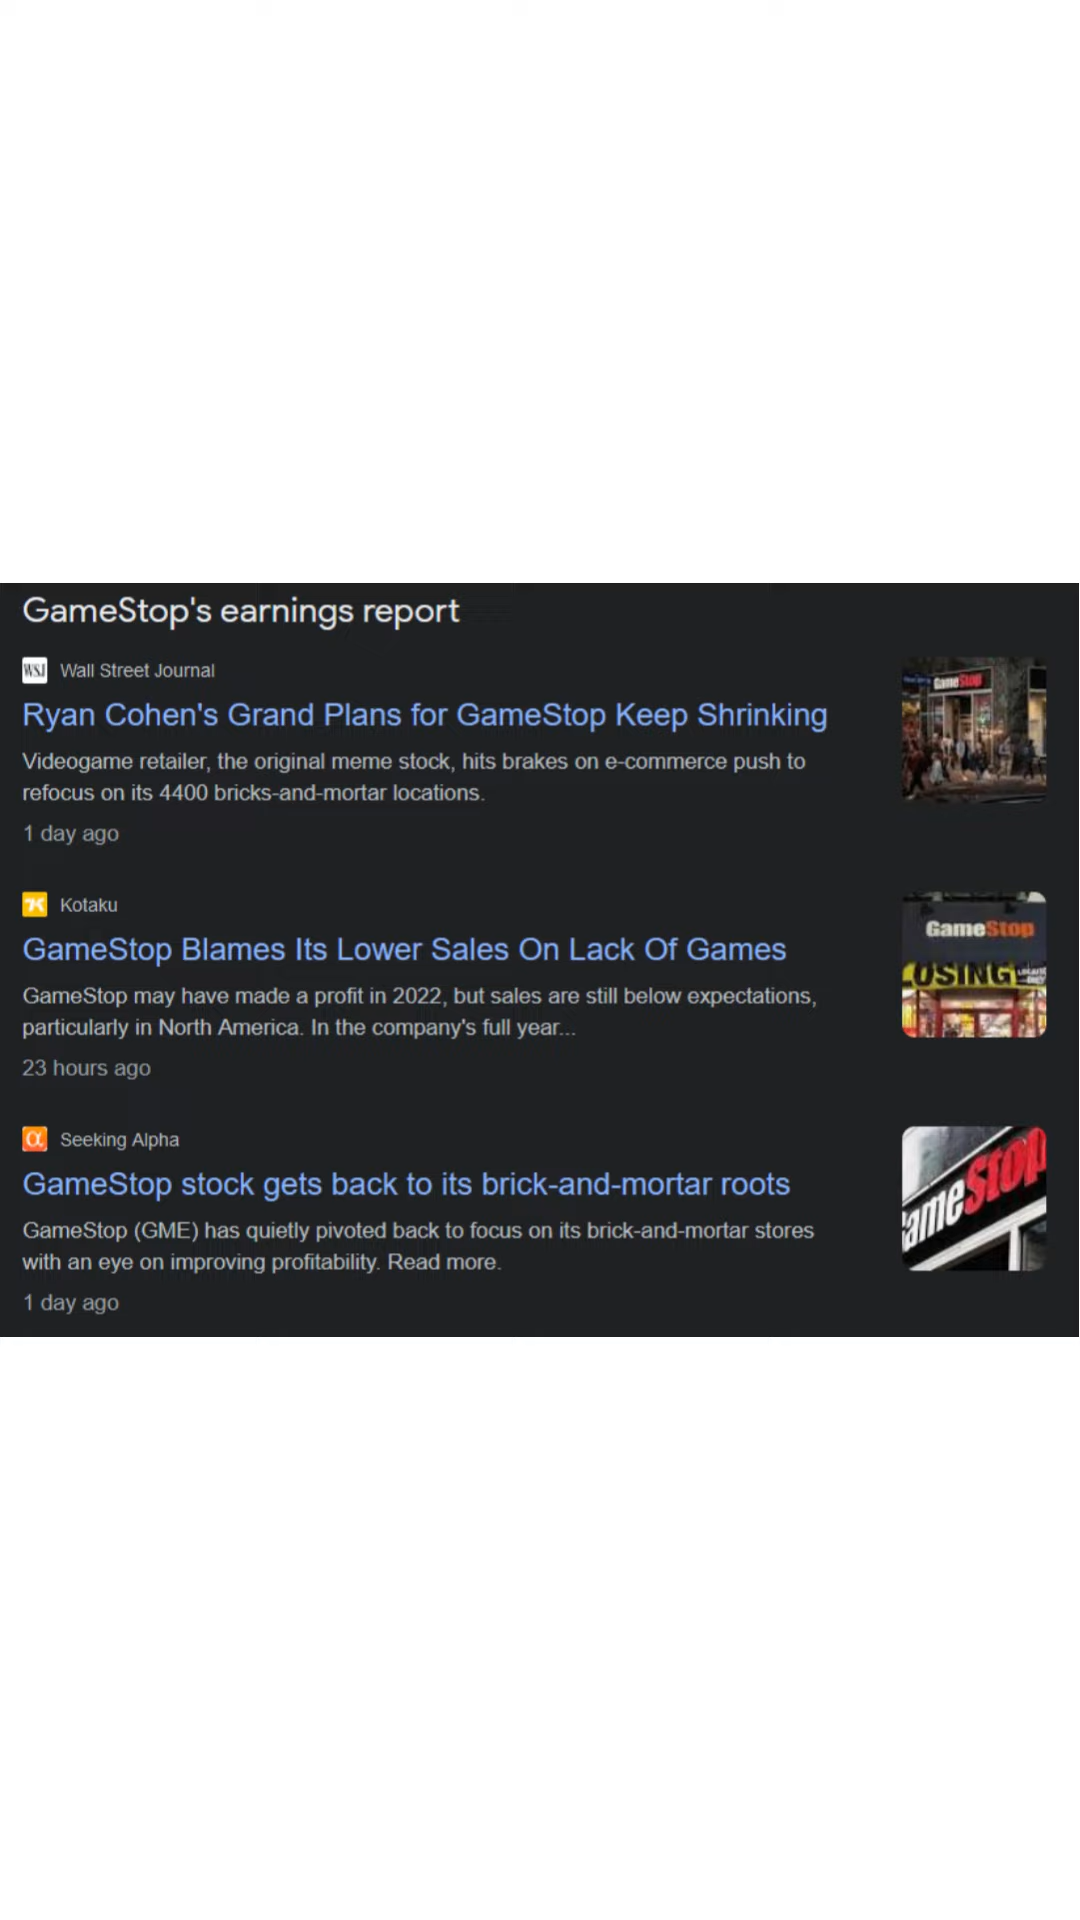 GameStop's earnings report
WSJ Wall Street Journal
GameStop
Ryan Cohen's Grand Plans for GameStop Keep Shrinking
Videogame retailer, the original meme stock, hits brakes on e-commerce push to
refocus on its 4400 bricks-and-mortar locations.
1 day ago
Kotaku
GameStop
GameStop Blames Its Lower Sales On Lack Of Games
OSING
GameStop may have made a profit in 2022, but sales are still below expectations,
particularly in North America. In the company's full year...
23 hours ago
α Seeking Alpha
ameStop
GameStop stock gets back to its brick-and-mortar roots
GameStop (GME) has quietly pivoted back to focus on its brick-and-mortar stores
with an eye on improving profitability. Read more.
1 day ago